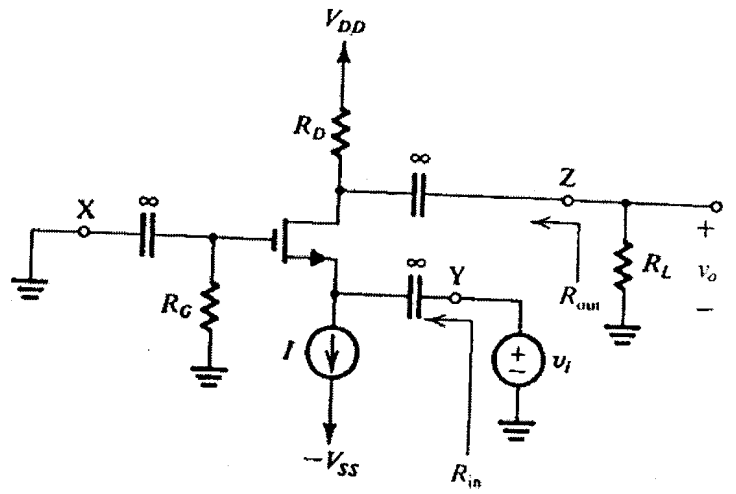 V_DD
R_D
∞
Z
X
∞
R_G
∞
Y
R_out
R_L
+
v_o
−
I
+
−
v_i
−V_SS
R_in